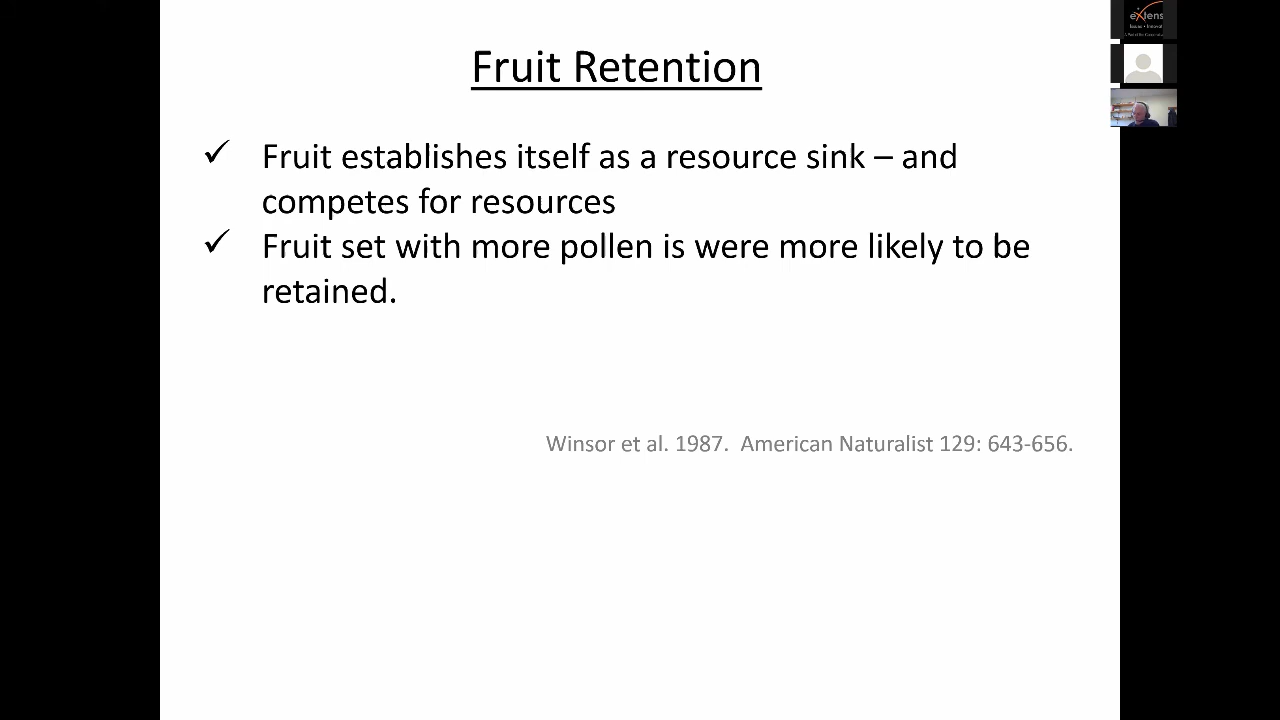 Fruit Retention
✓ Fruit establishes itself as a resource sink – and
competes for resources
✓ Fruit set with more pollen is were more likely to be
retained.
Winsor et al. 1987. American Naturalist 129: 643-656.
eXtens